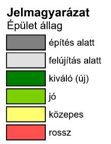 Jelmagyarázat
Épület állag
építés alatt
felújítás alatt
kiváló (új)
jó
közepes
rossz